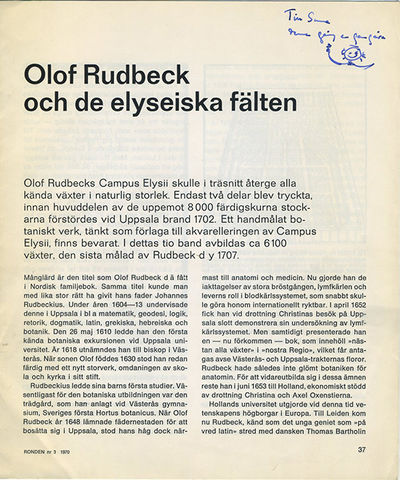 Olof Rudbeck
och de elyseiska fälten
Olof Rudbecks Campus Elysii skulle i träsnitt återge alla
kända växter i naturlig storlek. Endast två delar blev tryckta,
innan huvuddelen av de uppemot 8 000 färdigskurna stock-
arna förstördes vid Uppsala brand 1702. Ett handmålat bo-
taniskt verk, tänkt som förlaga till akvarelleringen av Campus
Elysii, finns bevarat. I dettas tio band avbildas ca 6 100
växter, den sista målad av Rudbeck d y 1707.
Månglärd är den titel som Olof Rudbeck d ä fått
i Nordisk familjebok. Samma titel kunde man
med lika stor rätt ha givit hans fader Johannes
Rudbeckius. Under åren 1604—13 undervisade
denne i Uppsala i bl a matematik, geodesi, logik,
retorik, dogmatik, latin, grekiska, hebreiska och
botanik. Den 26 maj 1610 ledde han den första
kända botaniska exkursionen vid Uppsala uni-
versitet. År 1618 utnämndes han till biskop i Väs-
terås. När sonen Olof föddes 1630 stod han redan
färdig med ett nytt storverk, omdaningen av sko-
la och kyrka i sitt stift.
Rudbeckius ledde sina barns första studier. Vä-
sentligast för den botaniska utbildningen var den
trädgård, som han anlagt vid Västerås gymna-
sium, Sveriges första Hortus botanicus. När Olof
Rudbeck år 1648 lämnade fädernestaden för att
bosätta sig i Uppsala, stod hans håg dock när-
mast till anatomi och medicin. Nu gjorde han de
iakttagelser av stora bröstgången, lymfkärlen och
leverns roll i blodkärlssystemet, som snabbt skul-
le göra honom internationellt ryktbar. I april 1652
fick han vid drottning Christinas besök på Upp-
sala slott demonstrera sin undersökning av lymf-
kärlssystemet. Men samtidigt presenterade han
en — nu förkommen — bok, som innehöll «näs-
tan alla växter» i «nostra Regio», vilket får anta-
gas avse Västerås- och Uppsala-trakternas floror.
Rudbeck hade således inte glömt botaniken för
anatomin. För att vidareutbilda sig i dessa ämnen
reste han i juni 1653 till Holland, ekonomiskt stödd
av drottning Christina och Axel Oxenstierna.
Hollands universitet utgjorde vid denna tid ve-
tenskapens högborgar i Europa. Till Leiden kom
nu Rudbeck, känd som det unga geniet som «på
vred latin» stred med dansken Thomas Bartholin
RONDEN nr 3 1970
37